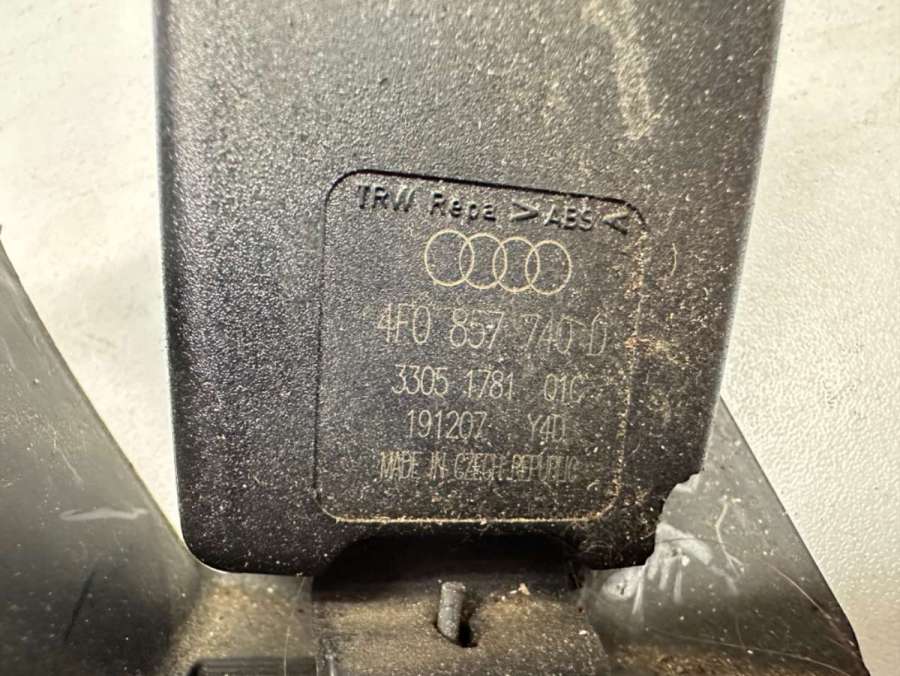 TRW Repa >ABS<
4F0 857 740 D
3305 1781 01C
191207 Y4D
MADE IN CZECH REPUBLIC